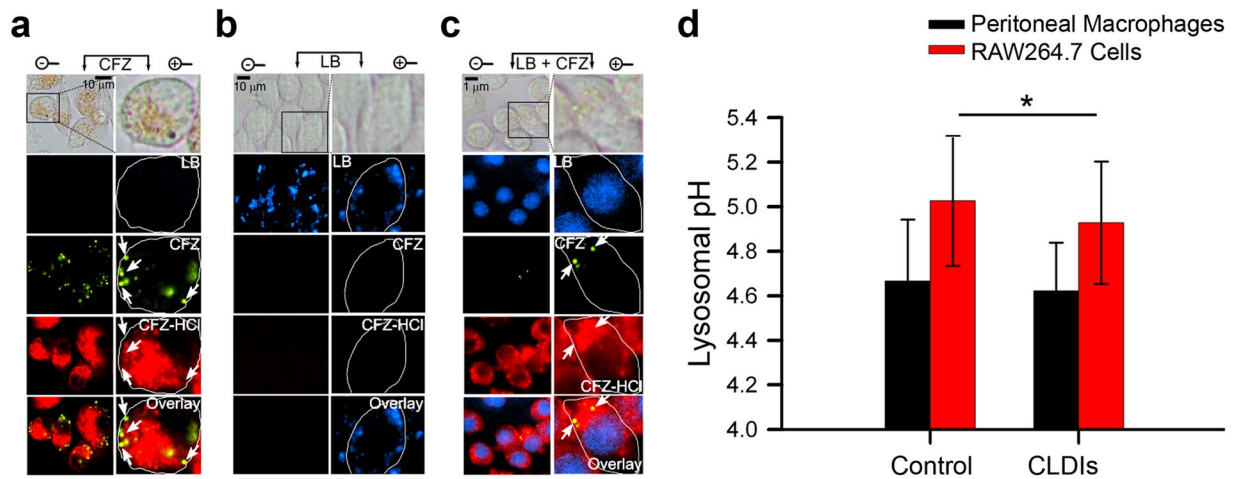 a
CFZ
10 μm
LB
CFZ
CFZ-HCl
Overlay
b
LB
10 μm
LB
CFZ
CFZ-HCl
Overlay
c
LB + CFZ
1 μm
LB
CFZ
CFZ-HCl
Overlay
d
Peritoneal Macrophages
RAW264.7 Cells
*
Lysosomal pH
5.4
5.2
5.0
4.8
4.6
4.4
4.2
4.0
Control CLDIs